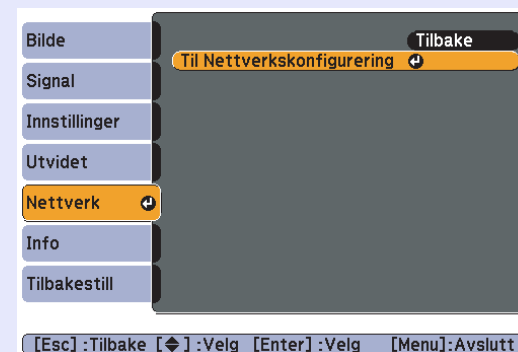 Bilde
Signal
Innstillinger
Utvidet
Nettverk
Info
Tilbakestill
Tilbake
Til Nettverkskonfigurering
[Esc] :Tilbake [◆] :Velg [Enter] :Velg [Menu]:Avslutt